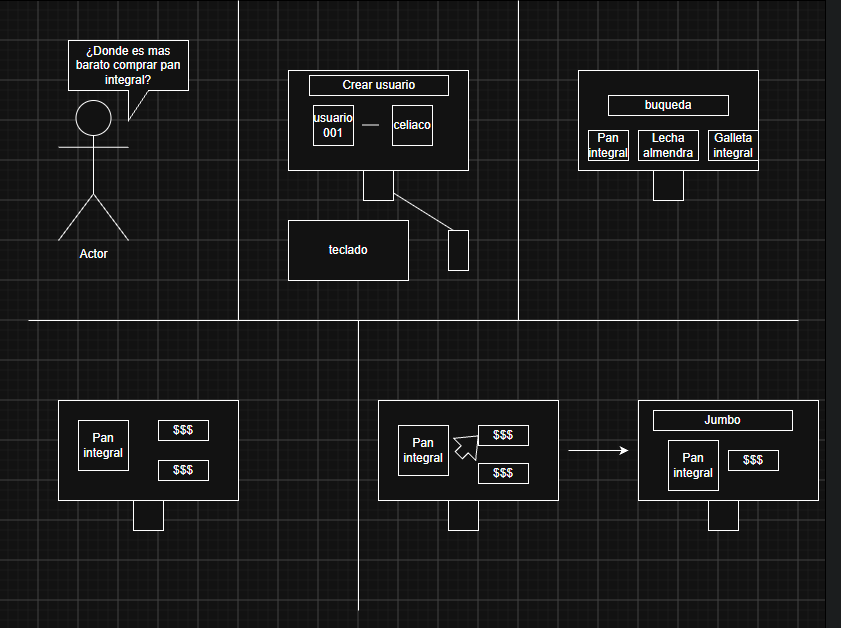 ¿Donde es mas
barato comprar pan
integral?
Actor
Crear usuario
usuario
001
celiaco
teclado
buqueda
Pan
integral
Lecha
almendra
Galleta
integral
Pan
integral
$$$
$$$
Pan
integral
$$$
$$$
Jumbo
Pan
integral
$$$